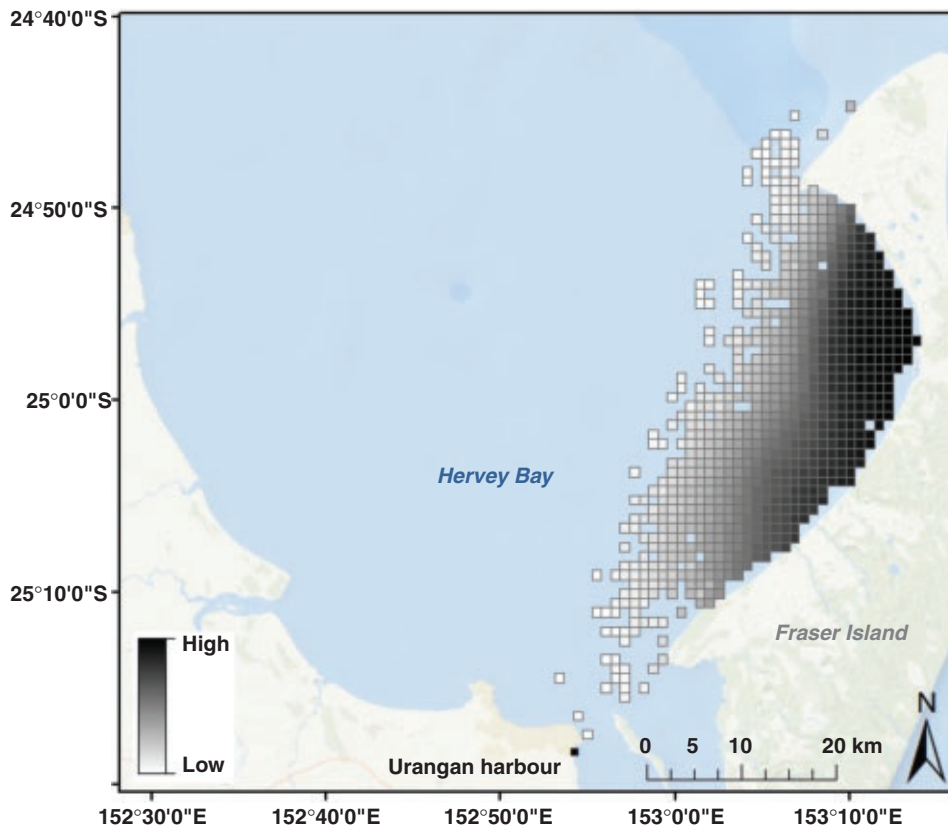 24°40'0"S
24°50'0"S
25°0'0"S
Hervey Bay
25°10'0"S
Fraser Island
High
Low
N
0 5 10 20 km
Urangan harbour
152°30'0"E 152°40'0"E 152°50'0"E 153°0'0"E 153°10'0"E